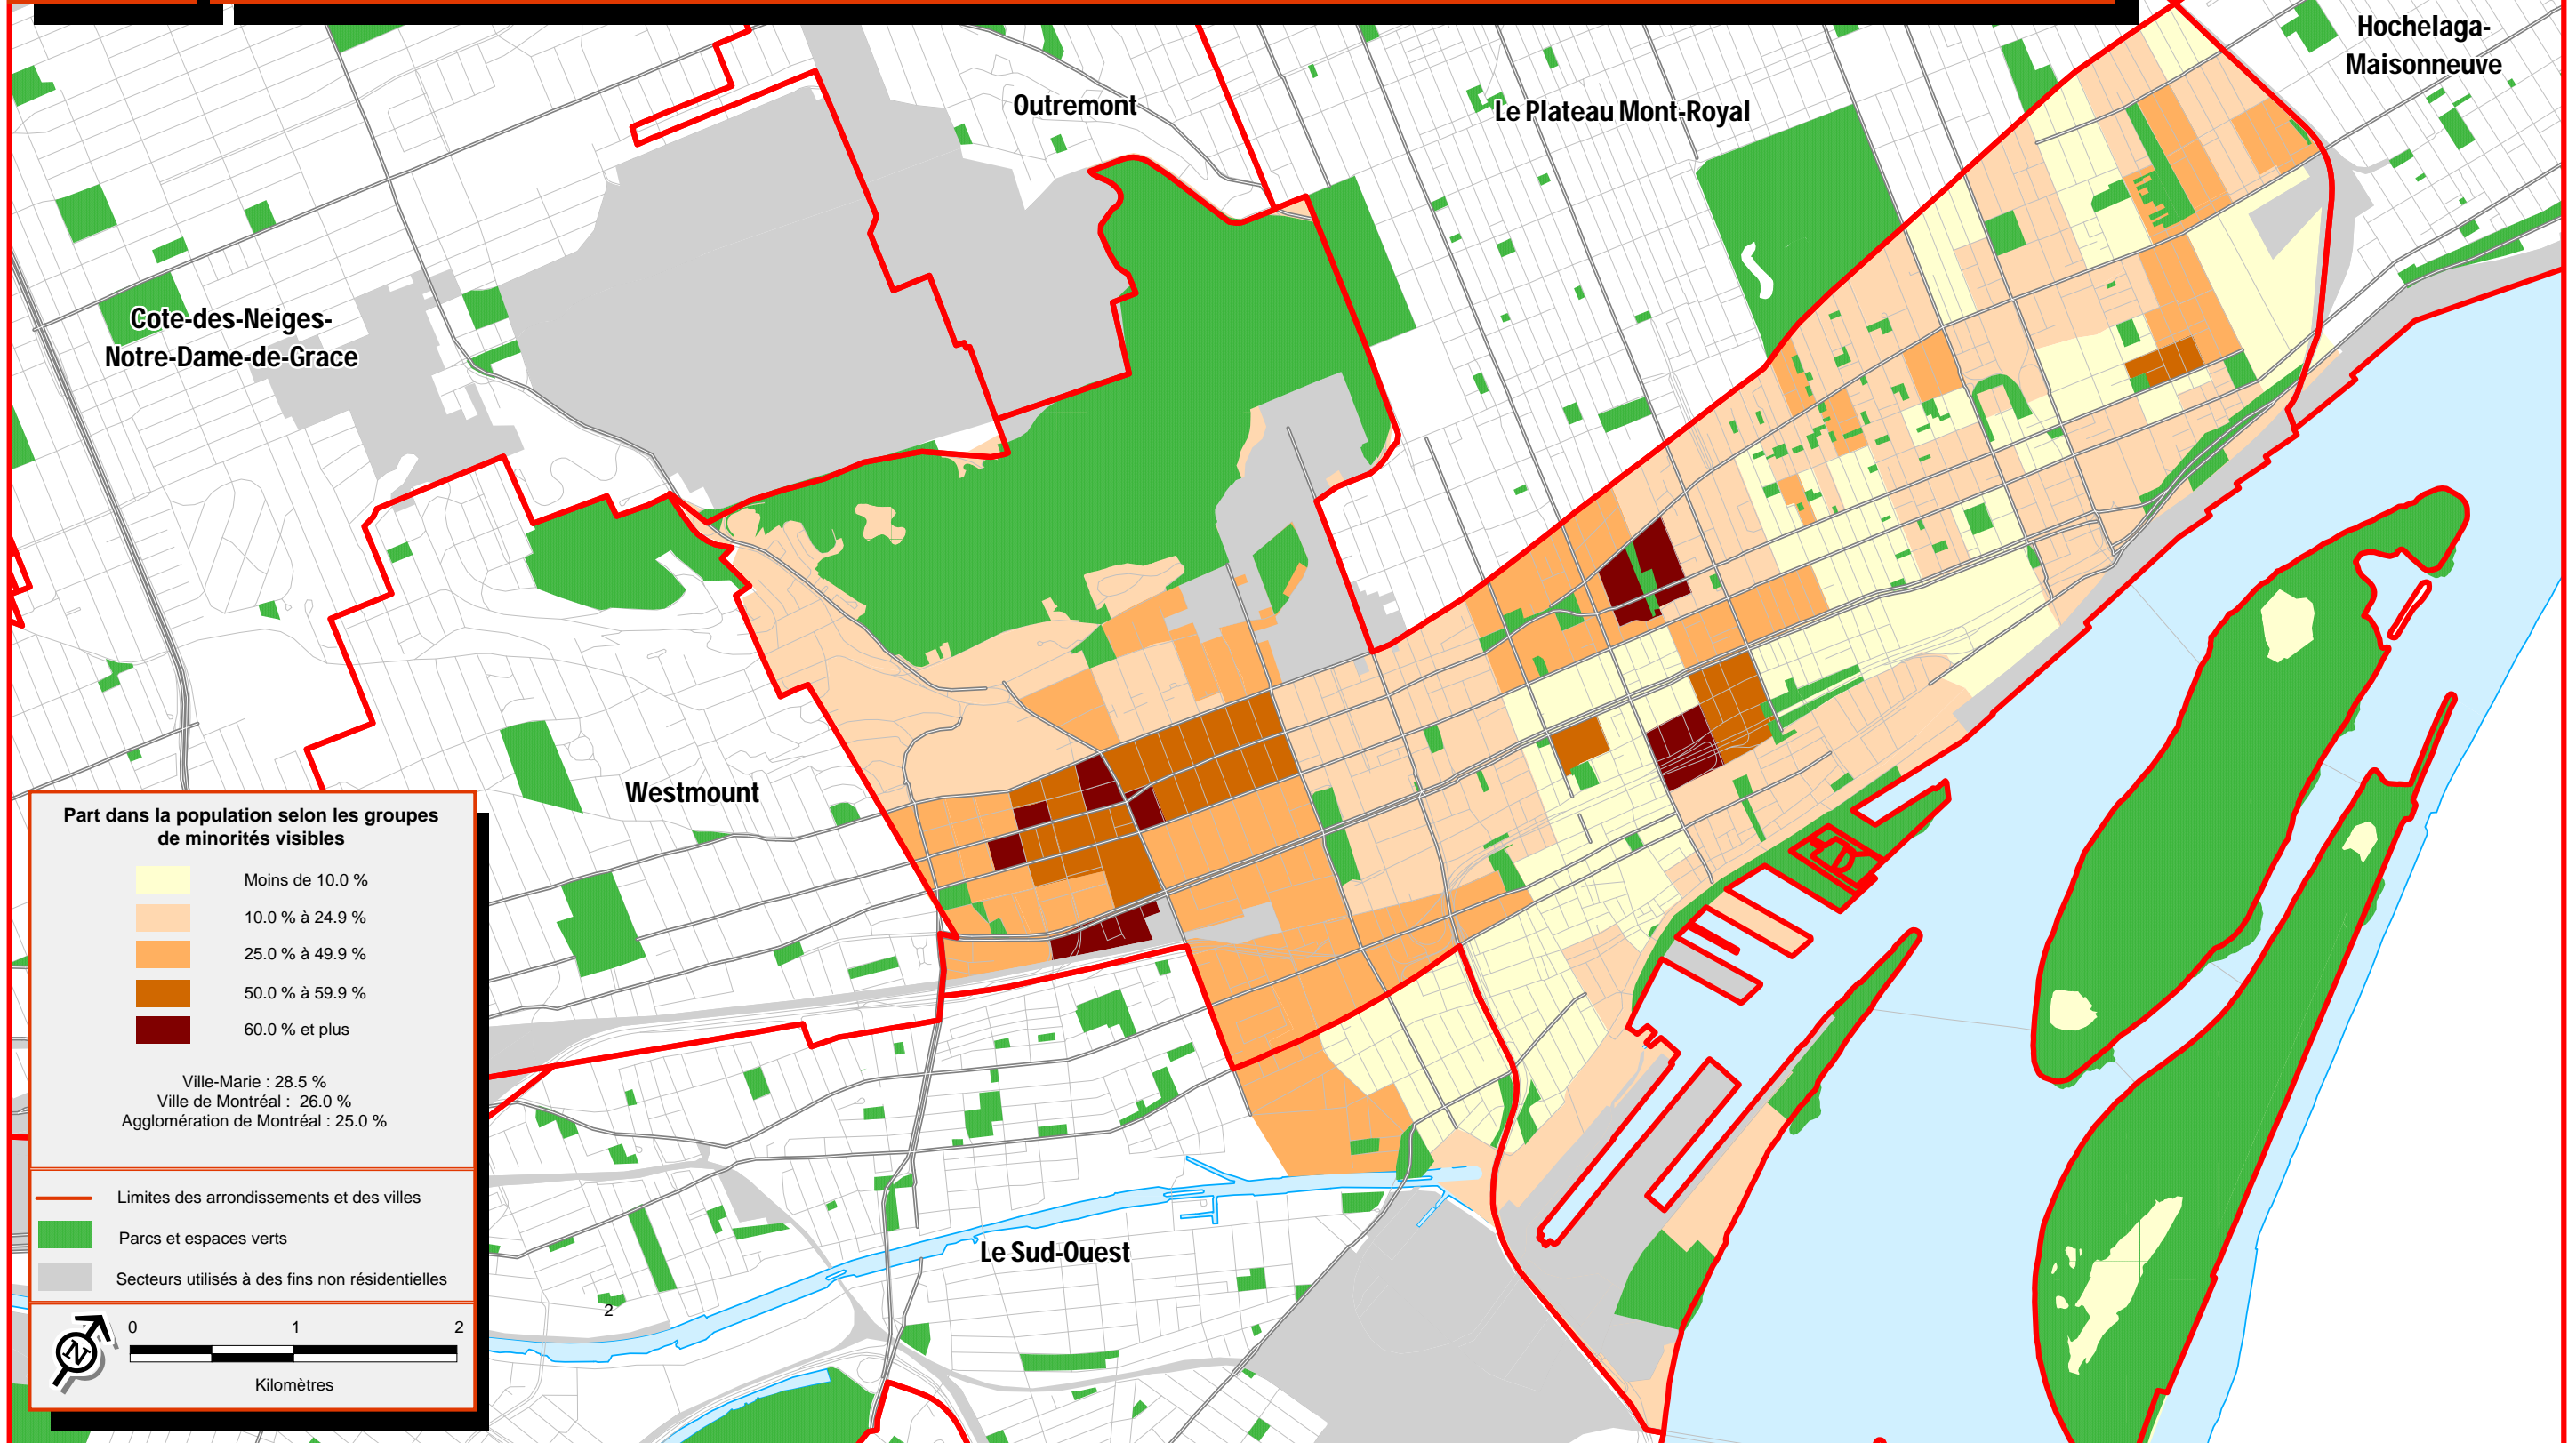 Hochelaga-
Maisonneuve
Outremont
Le Plateau Mont-Royal
Cote-des-Neiges-
Notre-Dame-de-Grace
Westmount
Le Sud-Ouest
Part dans la population selon les groupes
de minorités visibles
Moins de 10.0 %
10.0 % à 24.9 %
25.0 % à 49.9 %
50.0 % à 59.9 %
60.0 % et plus
Ville-Marie : 28.5 %
Ville de Montréal : 26.0 %
Agglomération de Montréal : 25.0 %
Limites des arrondissements et des villes
Parcs et espaces verts
Secteurs utilisés à des fins non résidentielles
N
0 1 2
Kilomètres
2